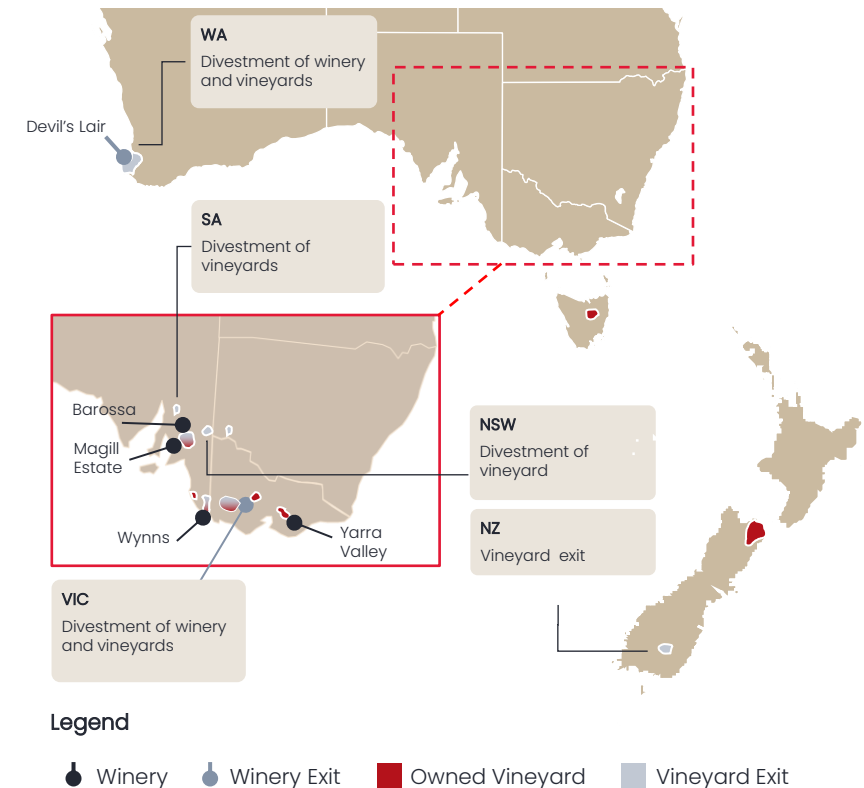 WA
Divestment of winery
and vineyards
Devil's Lair
SA
Divestment of
vineyards
Barossa
Magill
Estate
Wynns
Yarra
Valley
NSW
Divestment of
vineyard
NZ
Vineyard exit
VIC
Divestment of winery
and vineyards
Legend
Winery
Winery Exit
Owned Vineyard
Vineyard Exit